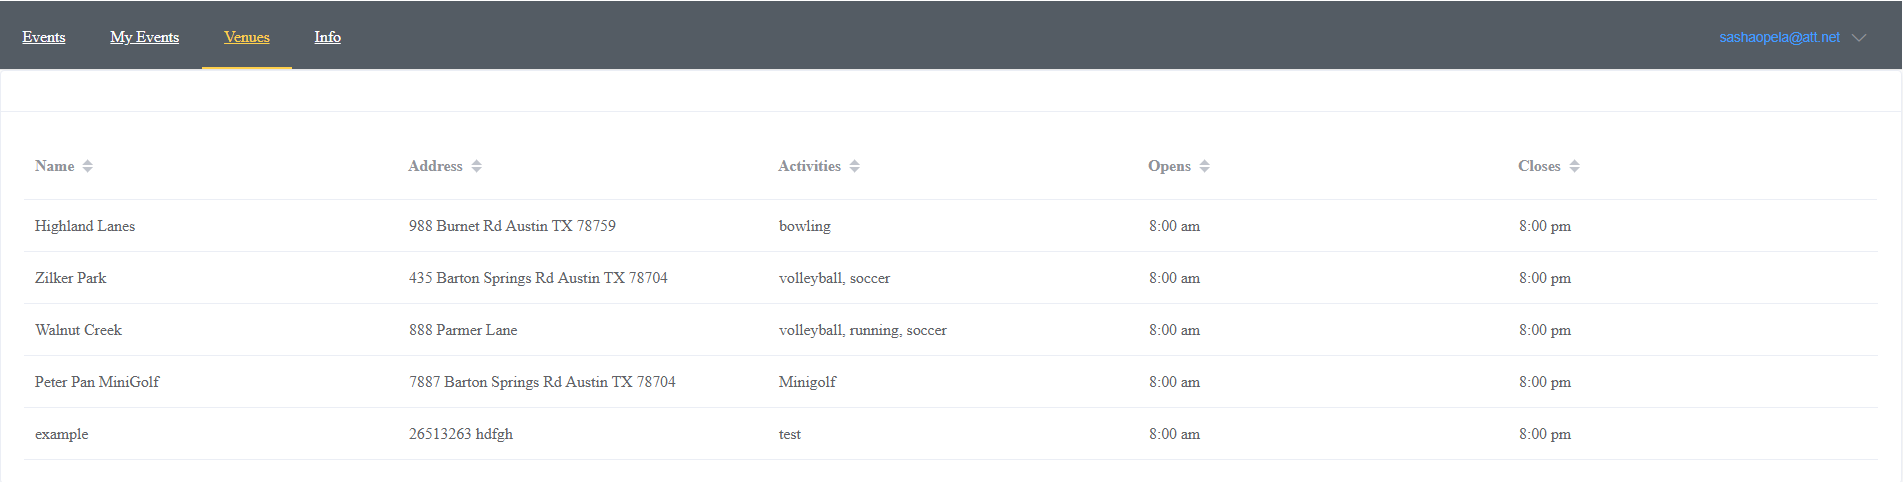 Events My Events Venues Info sashaopela@att.net
Name Address Activities Opens Closes
Highland Lanes 988 Burnet Rd Austin TX 78759 bowling 8:00 am 8:00 pm
Zilker Park 435 Barton Springs Rd Austin TX 78704 volleyball, soccer 8:00 am 8:00 pm
Walnut Creek 888 Parmer Lane volleyball, running, soccer 8:00 am 8:00 pm
Peter Pan MiniGolf 7887 Barton Springs Rd Austin TX 78704 Minigolf 8:00 am 8:00 pm
example 26513263 hdfgh test 8:00 am 8:00 pm